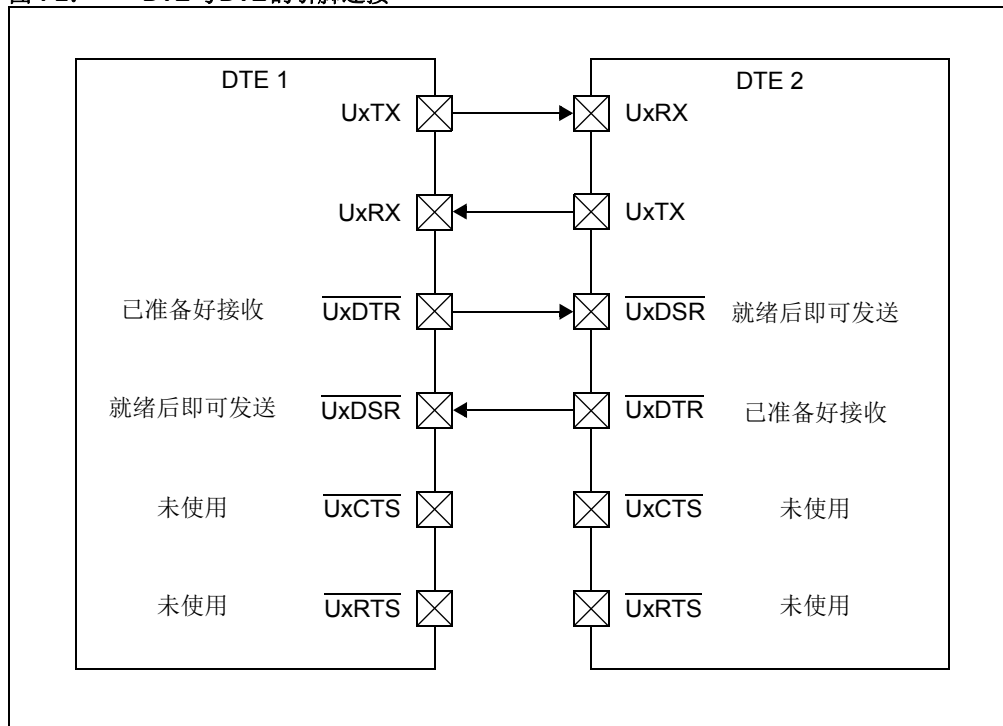 DTE 1
DTE 2
UxTX
UxRX
UxRX
UxTX
已准备好接收
UxDTR
UxDSR
就绪后即可发送
就绪后即可发送
UxDSR
UxDTR
已准备好接收
未使用
UxCTS
UxCTS
未使用
未使用
UxRTS
UxRTS
未使用